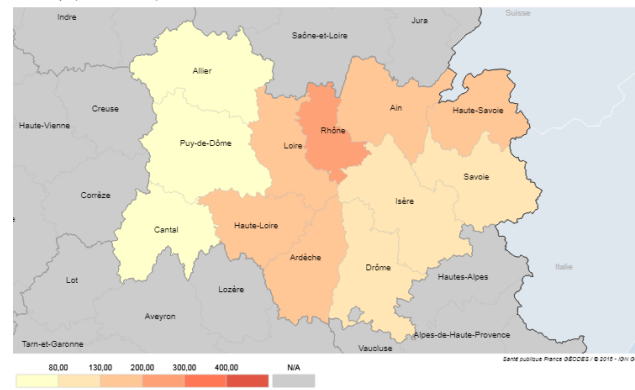 Indre
Jura
Suisse
Saône-et-Loire
Allier
Creuse
Ain
Haute-Savoie
Haute-Vienne
Rhône
Puy-de-Dôme
Loire
Savoie
Corrèze
Isère
Cantal
Haute-Loire
Ardèche
Drôme
Italie
Hautes-Alpes
Lot
Lozère
Aveyron
Alpes-de-Haute-Provence
Tarn-et-Garonne
Vaucluse
Santé publique France GÉODES / © 2016 - IGN G
80,00 130,00 200,00 300,00 400,00 N/A